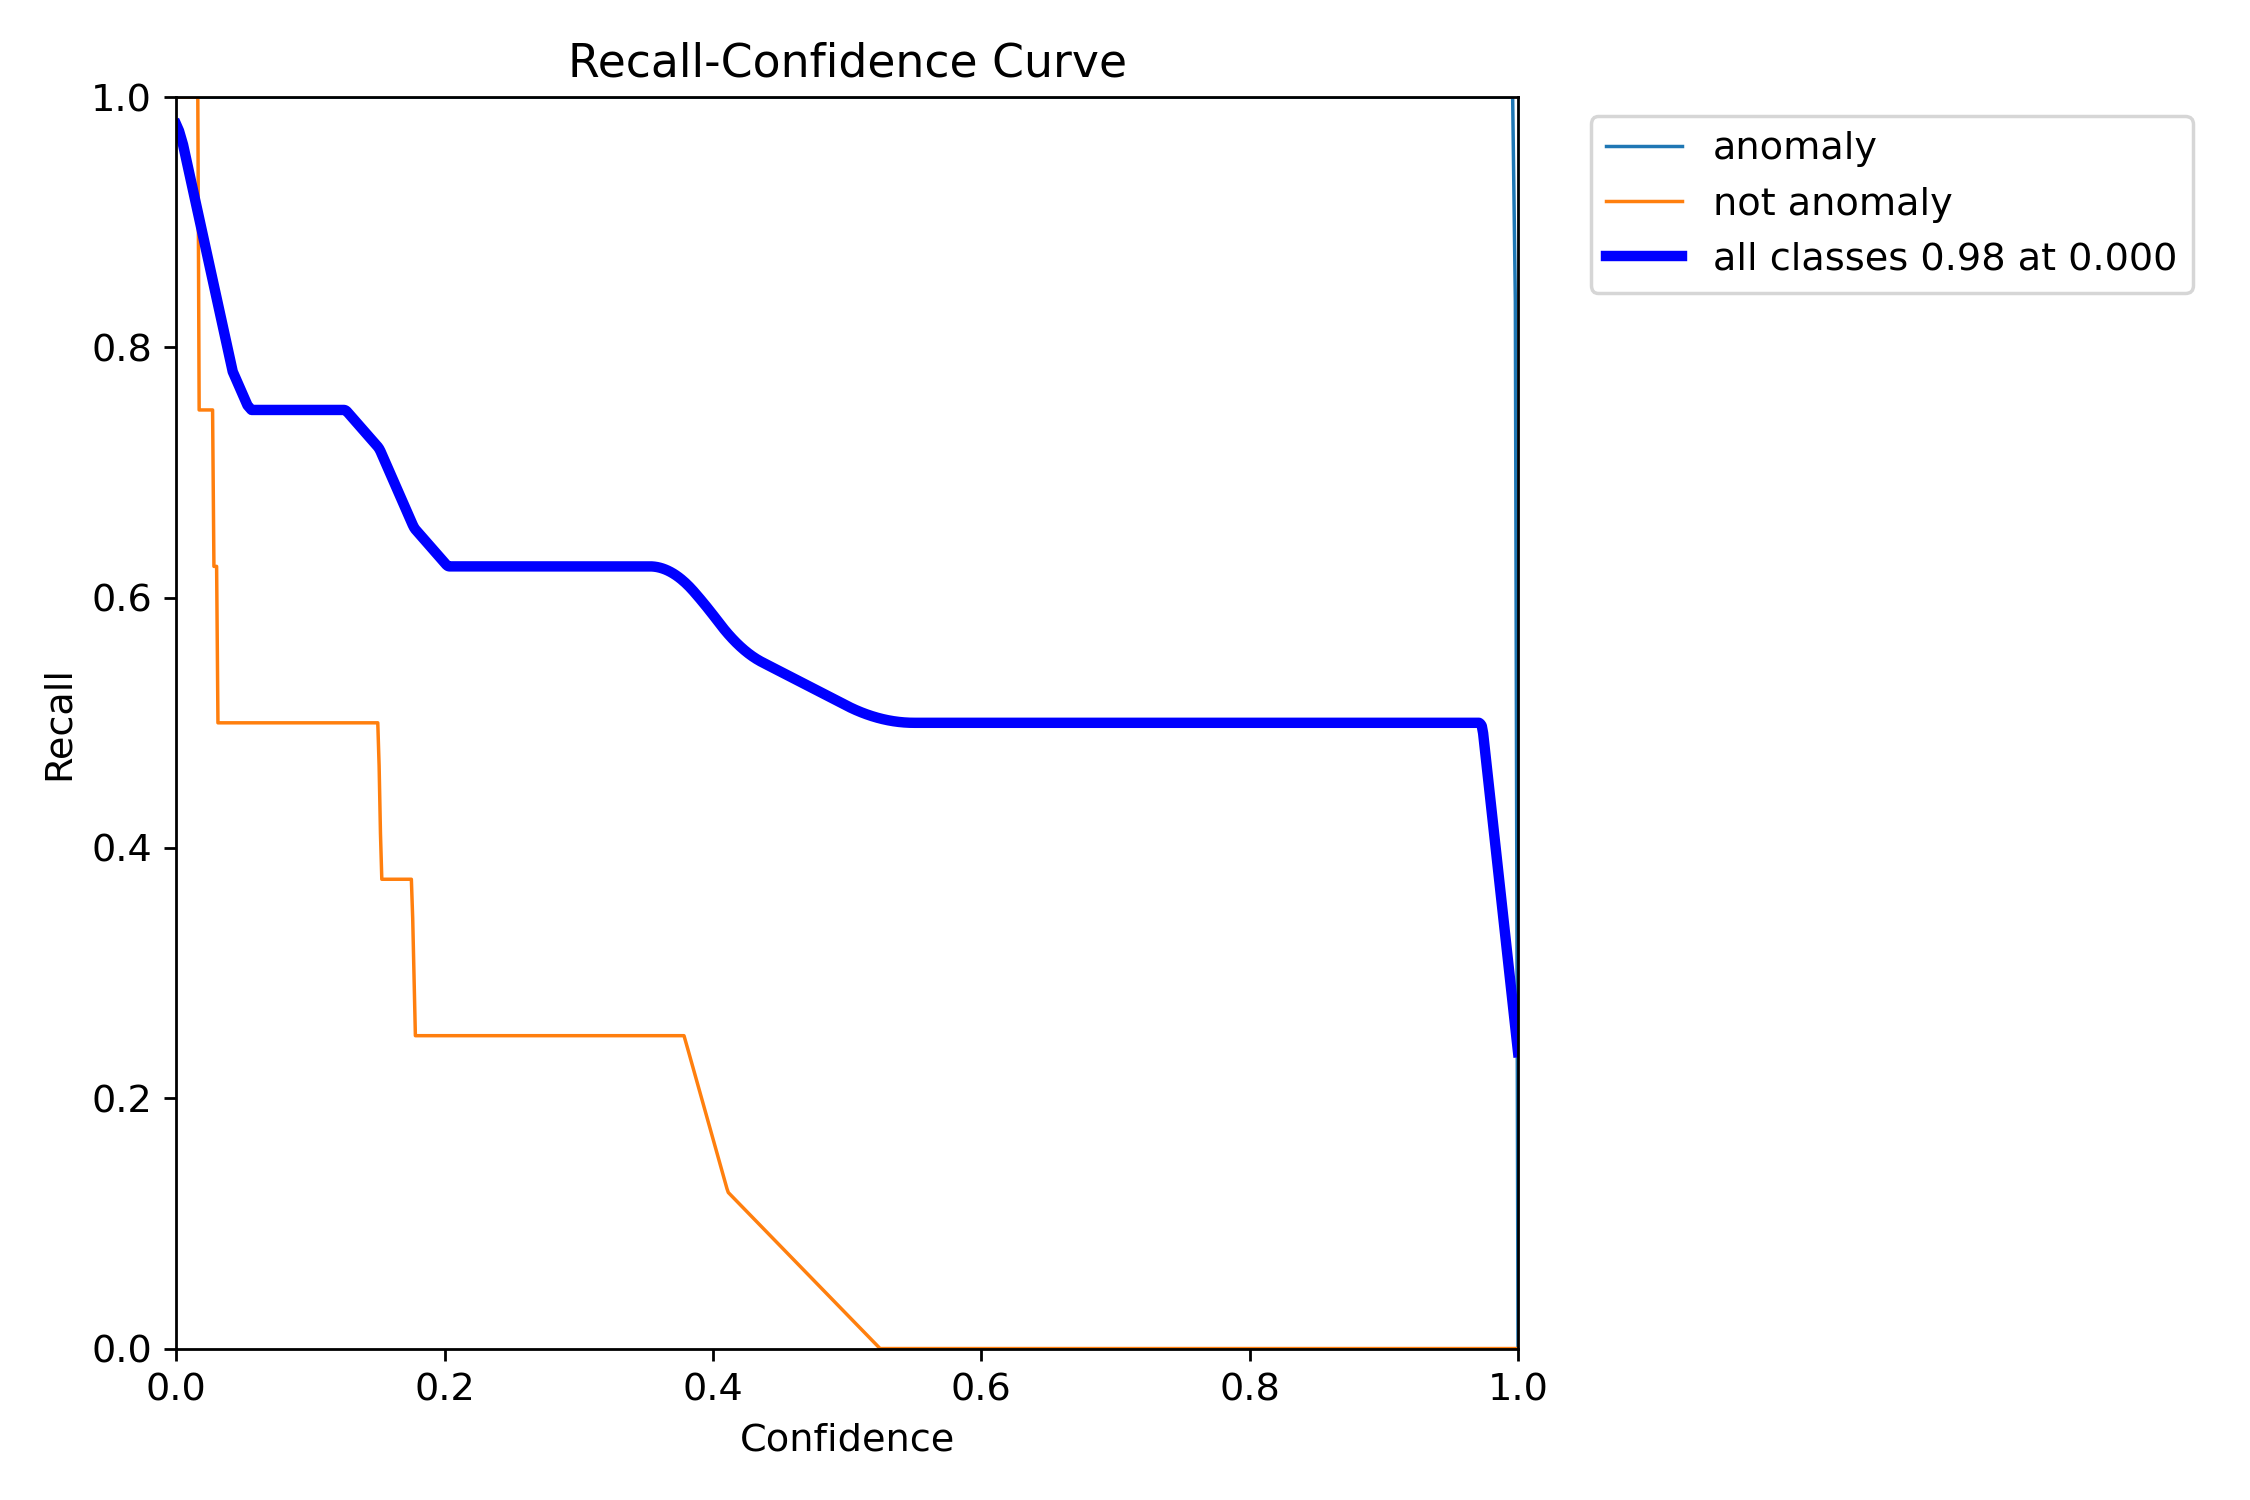 Recall-Confidence Curve
1.0
0.8
0.6
0.4
0.2
0.0
Recall
0.0 0.2 0.4 0.6 0.8 1.0
Confidence
anomaly
not anomaly
all classes 0.98 at 0.000